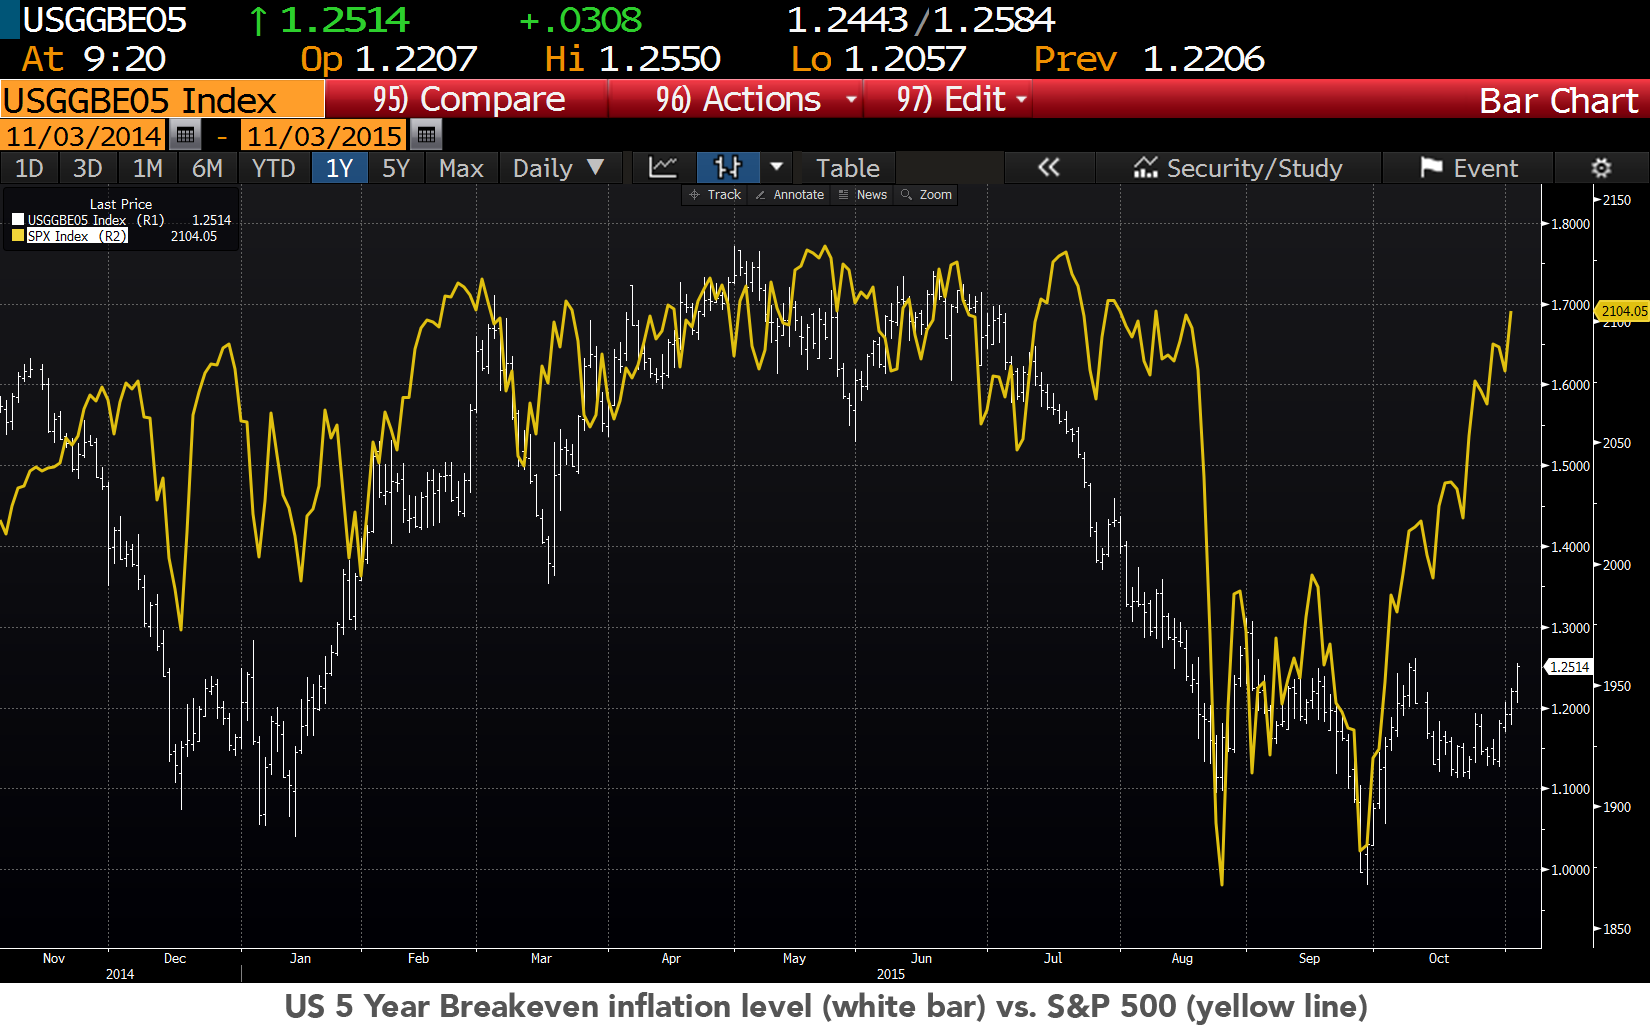 USGGBE05 ↑ 1.2514 +.0308 1.2443/1.2584
At 9:20 Op 1.2207 Hi 1.2550 Lo 1.2057 Prev 1.2206
USGGBE05 Index 95) Compare 96) Actions 97) Edit Bar Chart
11/03/2014 - 11/03/2015
1D 3D 1M 6M YTD 1Y 5Y Max Daily ▼ Table « Security/Study Event
Track Annotate News Zoom
Last Price
USGGBE05 Index (R1) 1.2514
SPX Index (R2) 2104.05
2150
1.8000
1.7000
2104.05
2100
1.6000
2050
1.5000
1.4000
2000
1.3000
1.2514
1950
1.2000
1.1000
1900
1.0000
1850
Nov Dec Jan Feb Mar Apr May Jun Jul Aug Sep Oct
2014 2015
US 5 Year Breakeven inflation level (white bar) vs. S&P 500 (yellow line)